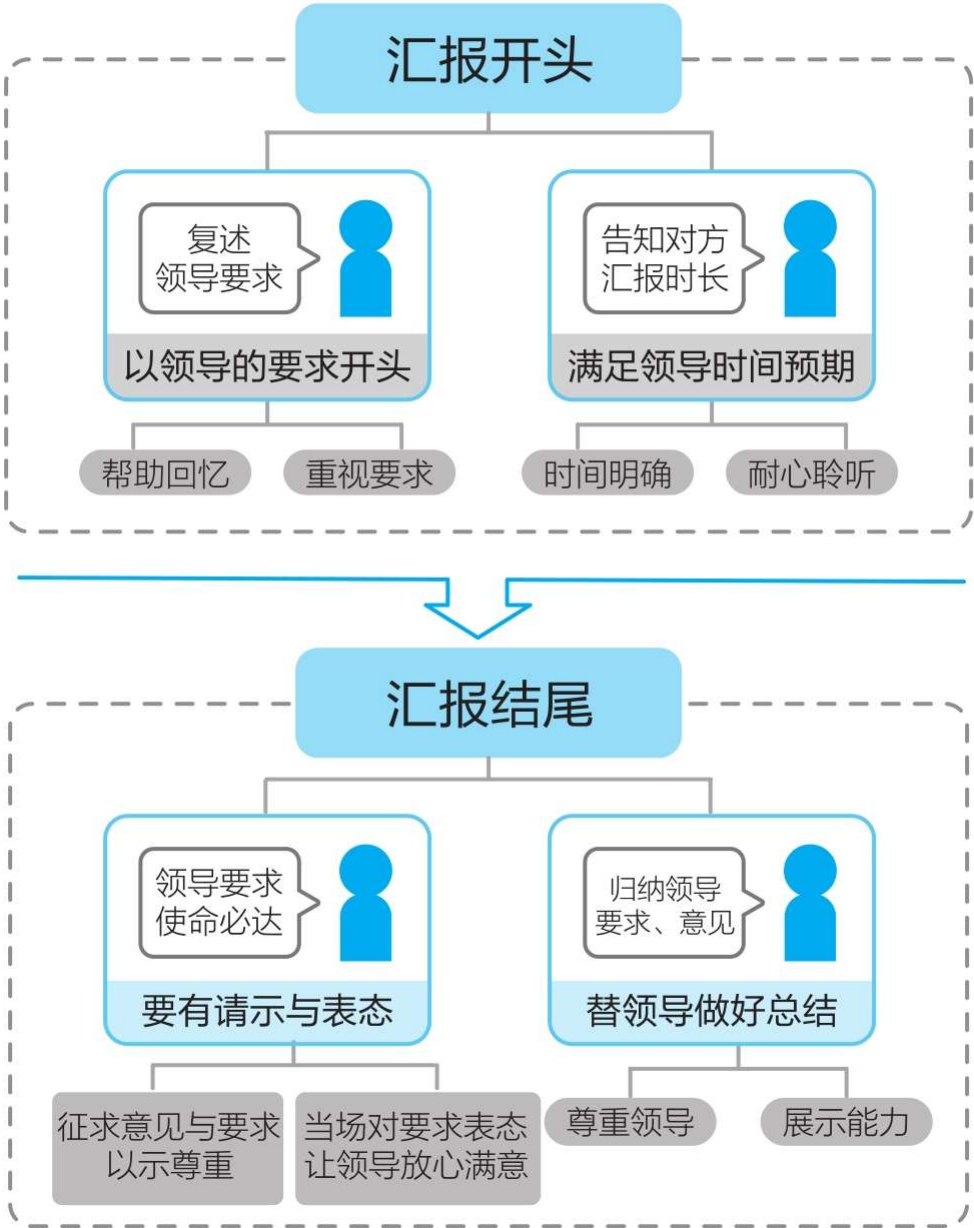 汇报开头
复述
领导要求
告知对方
汇报时长
以领导的要求开头
满足领导时间预期
帮助回忆
重视要求
时间明确
耐心聆听
汇报结尾
领导要求
使命必达
归纳领导
要求、意见
要有请示与表态
替领导做好总结
征求意见与要求
以示尊重
当场对要求表态
让领导放心满意
尊重领导
展示能力